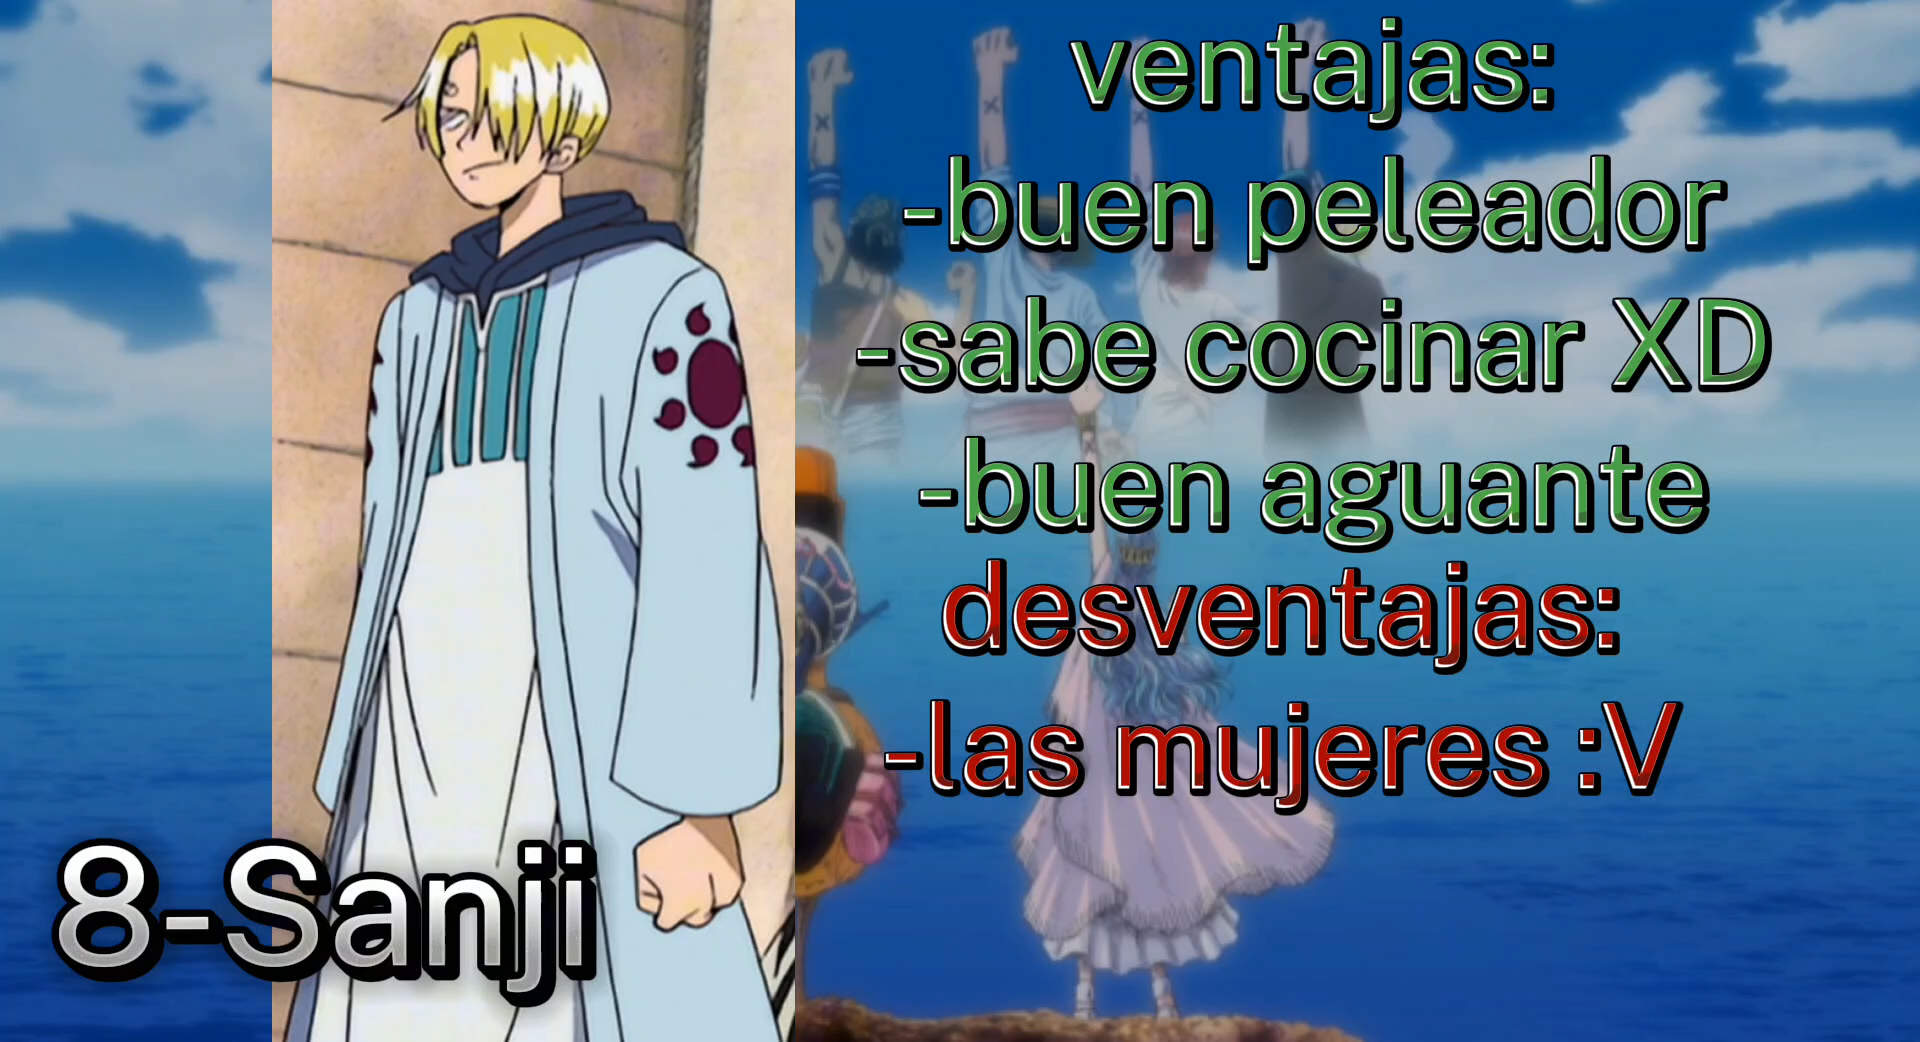 ventajas:
-buen peleador
-sabe cocinar XD
-buen aguante
desventajas:
-las mujeres :V
8-Sanji